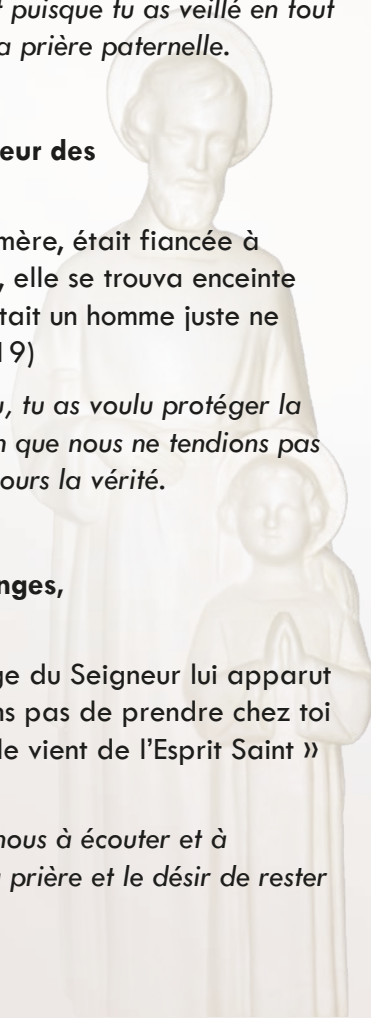 puisque tu as veillé en tout
prière paternelle.
eur des
mère, était fiancée à
, elle se trouva enceinte
tait un homme juste ne
19)
, tu as voulu protéger la
que nous ne tendions pas
ours la vérité.
nges,
ge du Seigneur lui apparut
ns pas de prendre chez toi
le vient de l’Esprit Saint »
nous à écouter et à
prière et le désir de rester